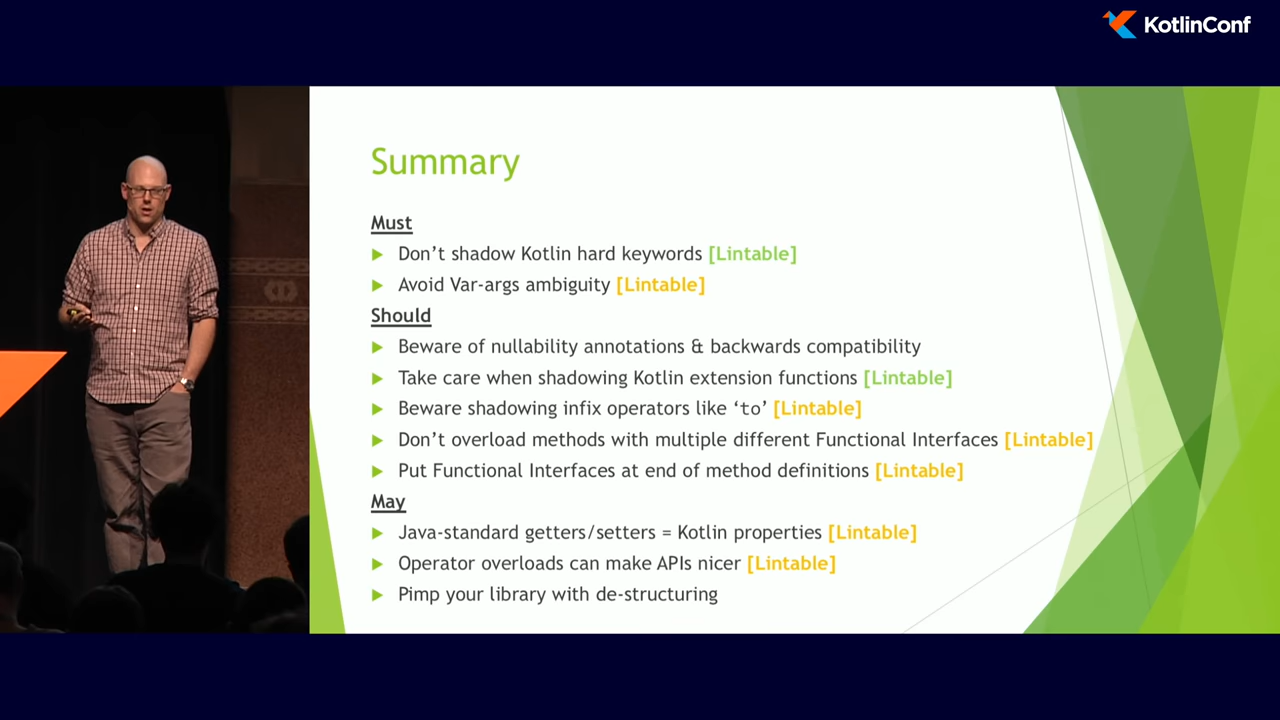 KotlinConf
Summary
Must
Don’t shadow Kotlin hard keywords [Lintable]
Avoid Var-args ambiguity [Lintable]
Should
Beware of nullability annotations & backwards compatibility
Take care when shadowing Kotlin extension functions [Lintable]
Beware shadowing infix operators like ‘to’ [Lintable]
Don’t overload methods with multiple different Functional Interfaces [Lintable]
Put Functional Interfaces at end of method definitions [Lintable]
May
Java-standard getters/setters = Kotlin properties [Lintable]
Operator overloads can make APIs nicer [Lintable]
Pimp your library with de-structuring